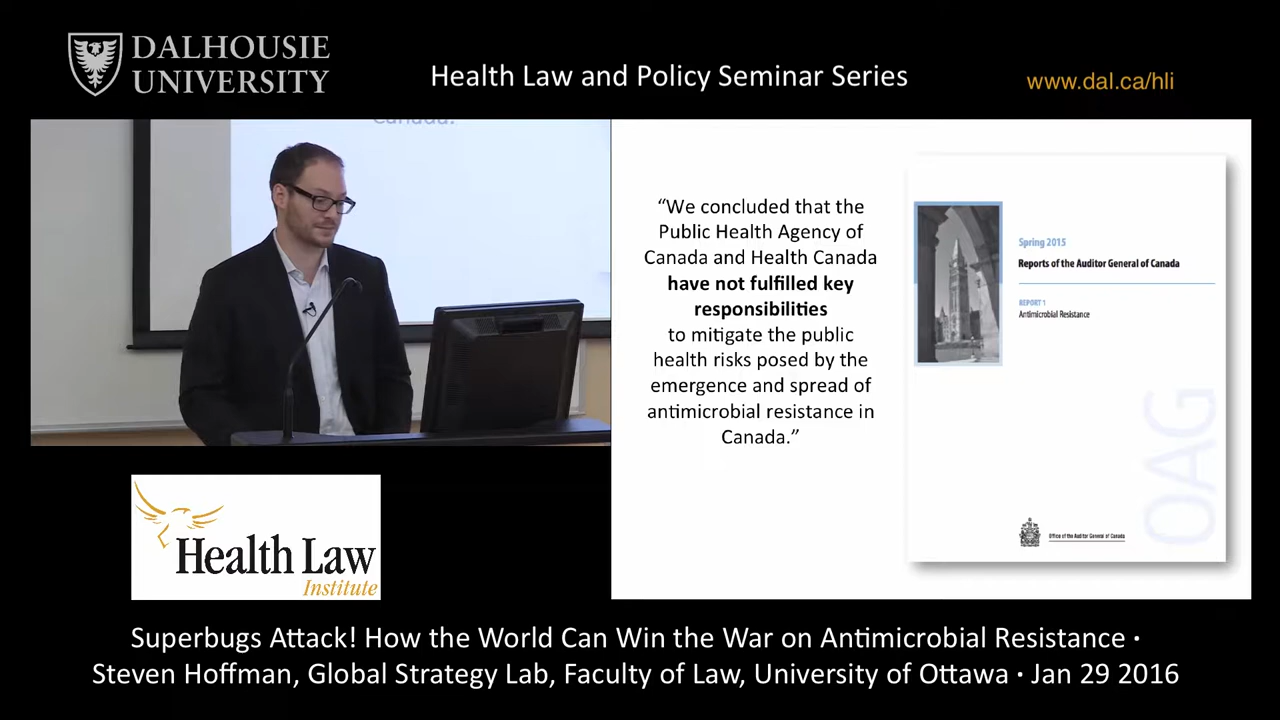 DALHOUSIE
UNIVERSITY
Health Law and Policy Seminar Series
www.dal.ca/hli
Canada.
“We concluded that the
Public Health Agency of
Canada and Health Canada
have not fulfilled key
responsibilities
to mitigate the public
health risks posed by the
emergence and spread of
antimicrobial resistance in
Canada.”
Spring 2015
Reports of the Auditor General of Canada
REPORT 1
Antimicrobial Resistance
OAG
Office of the Auditor General of Canada
Health Law
Institute
Superbugs Attack! How the World Can Win the War on Antimicrobial Resistance •
Steven Hoffman, Global Strategy Lab, Faculty of Law, University of Ottawa • Jan 29 2016